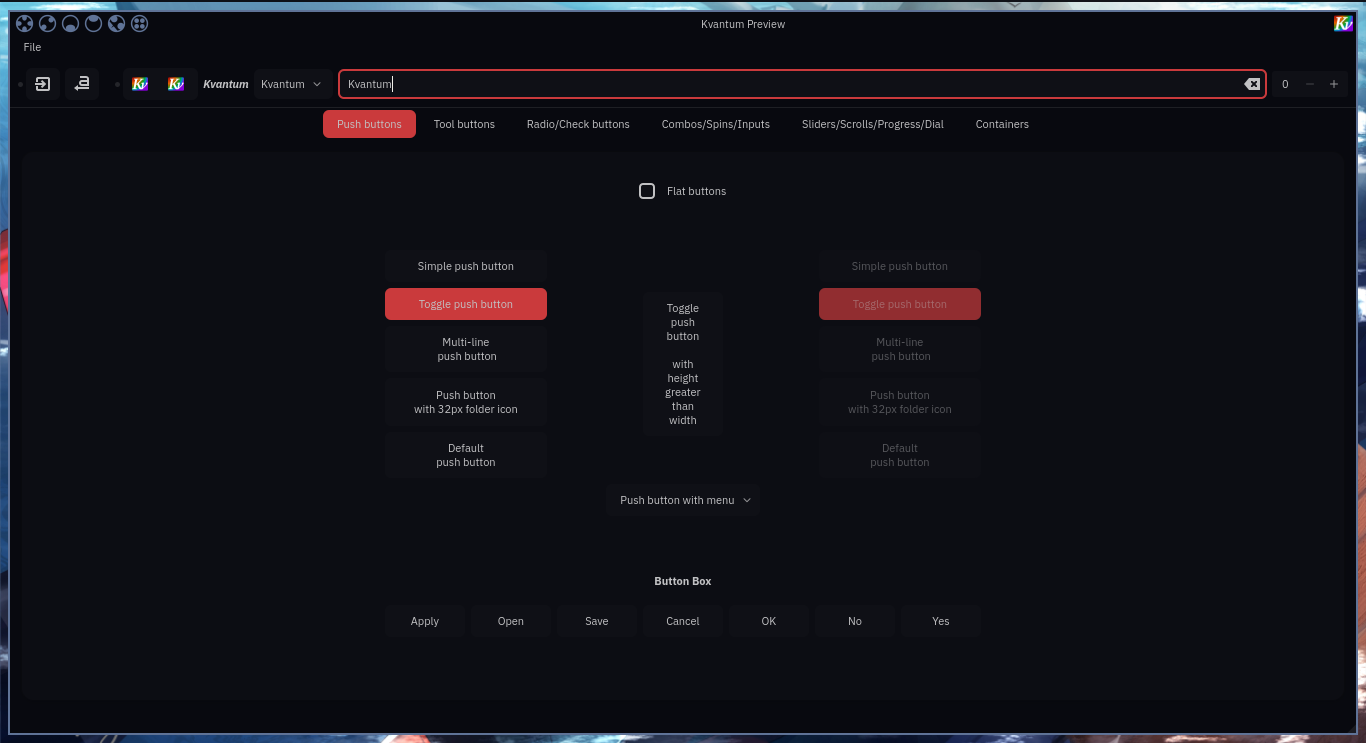 Kvantum Preview
Kv
File
Kv
Kv
Kvantum
Kvantum
Kvantum
0
Push buttons
Tool buttons
Radio/Check buttons
Combos/Spins/Inputs
Sliders/Scrolls/Progress/Dial
Containers
Flat buttons
Simple push button
Toggle push button
Multi-line
push button
Push button
with 32px folder icon
Default
push button
Toggle
push
button
with
height
greater
than
width
Push button with menu
Simple push button
Toggle push button
Multi-line
push button
Push button
with 32px folder icon
Default
push button
Button Box
Apply
Open
Save
Cancel
OK
No
Yes